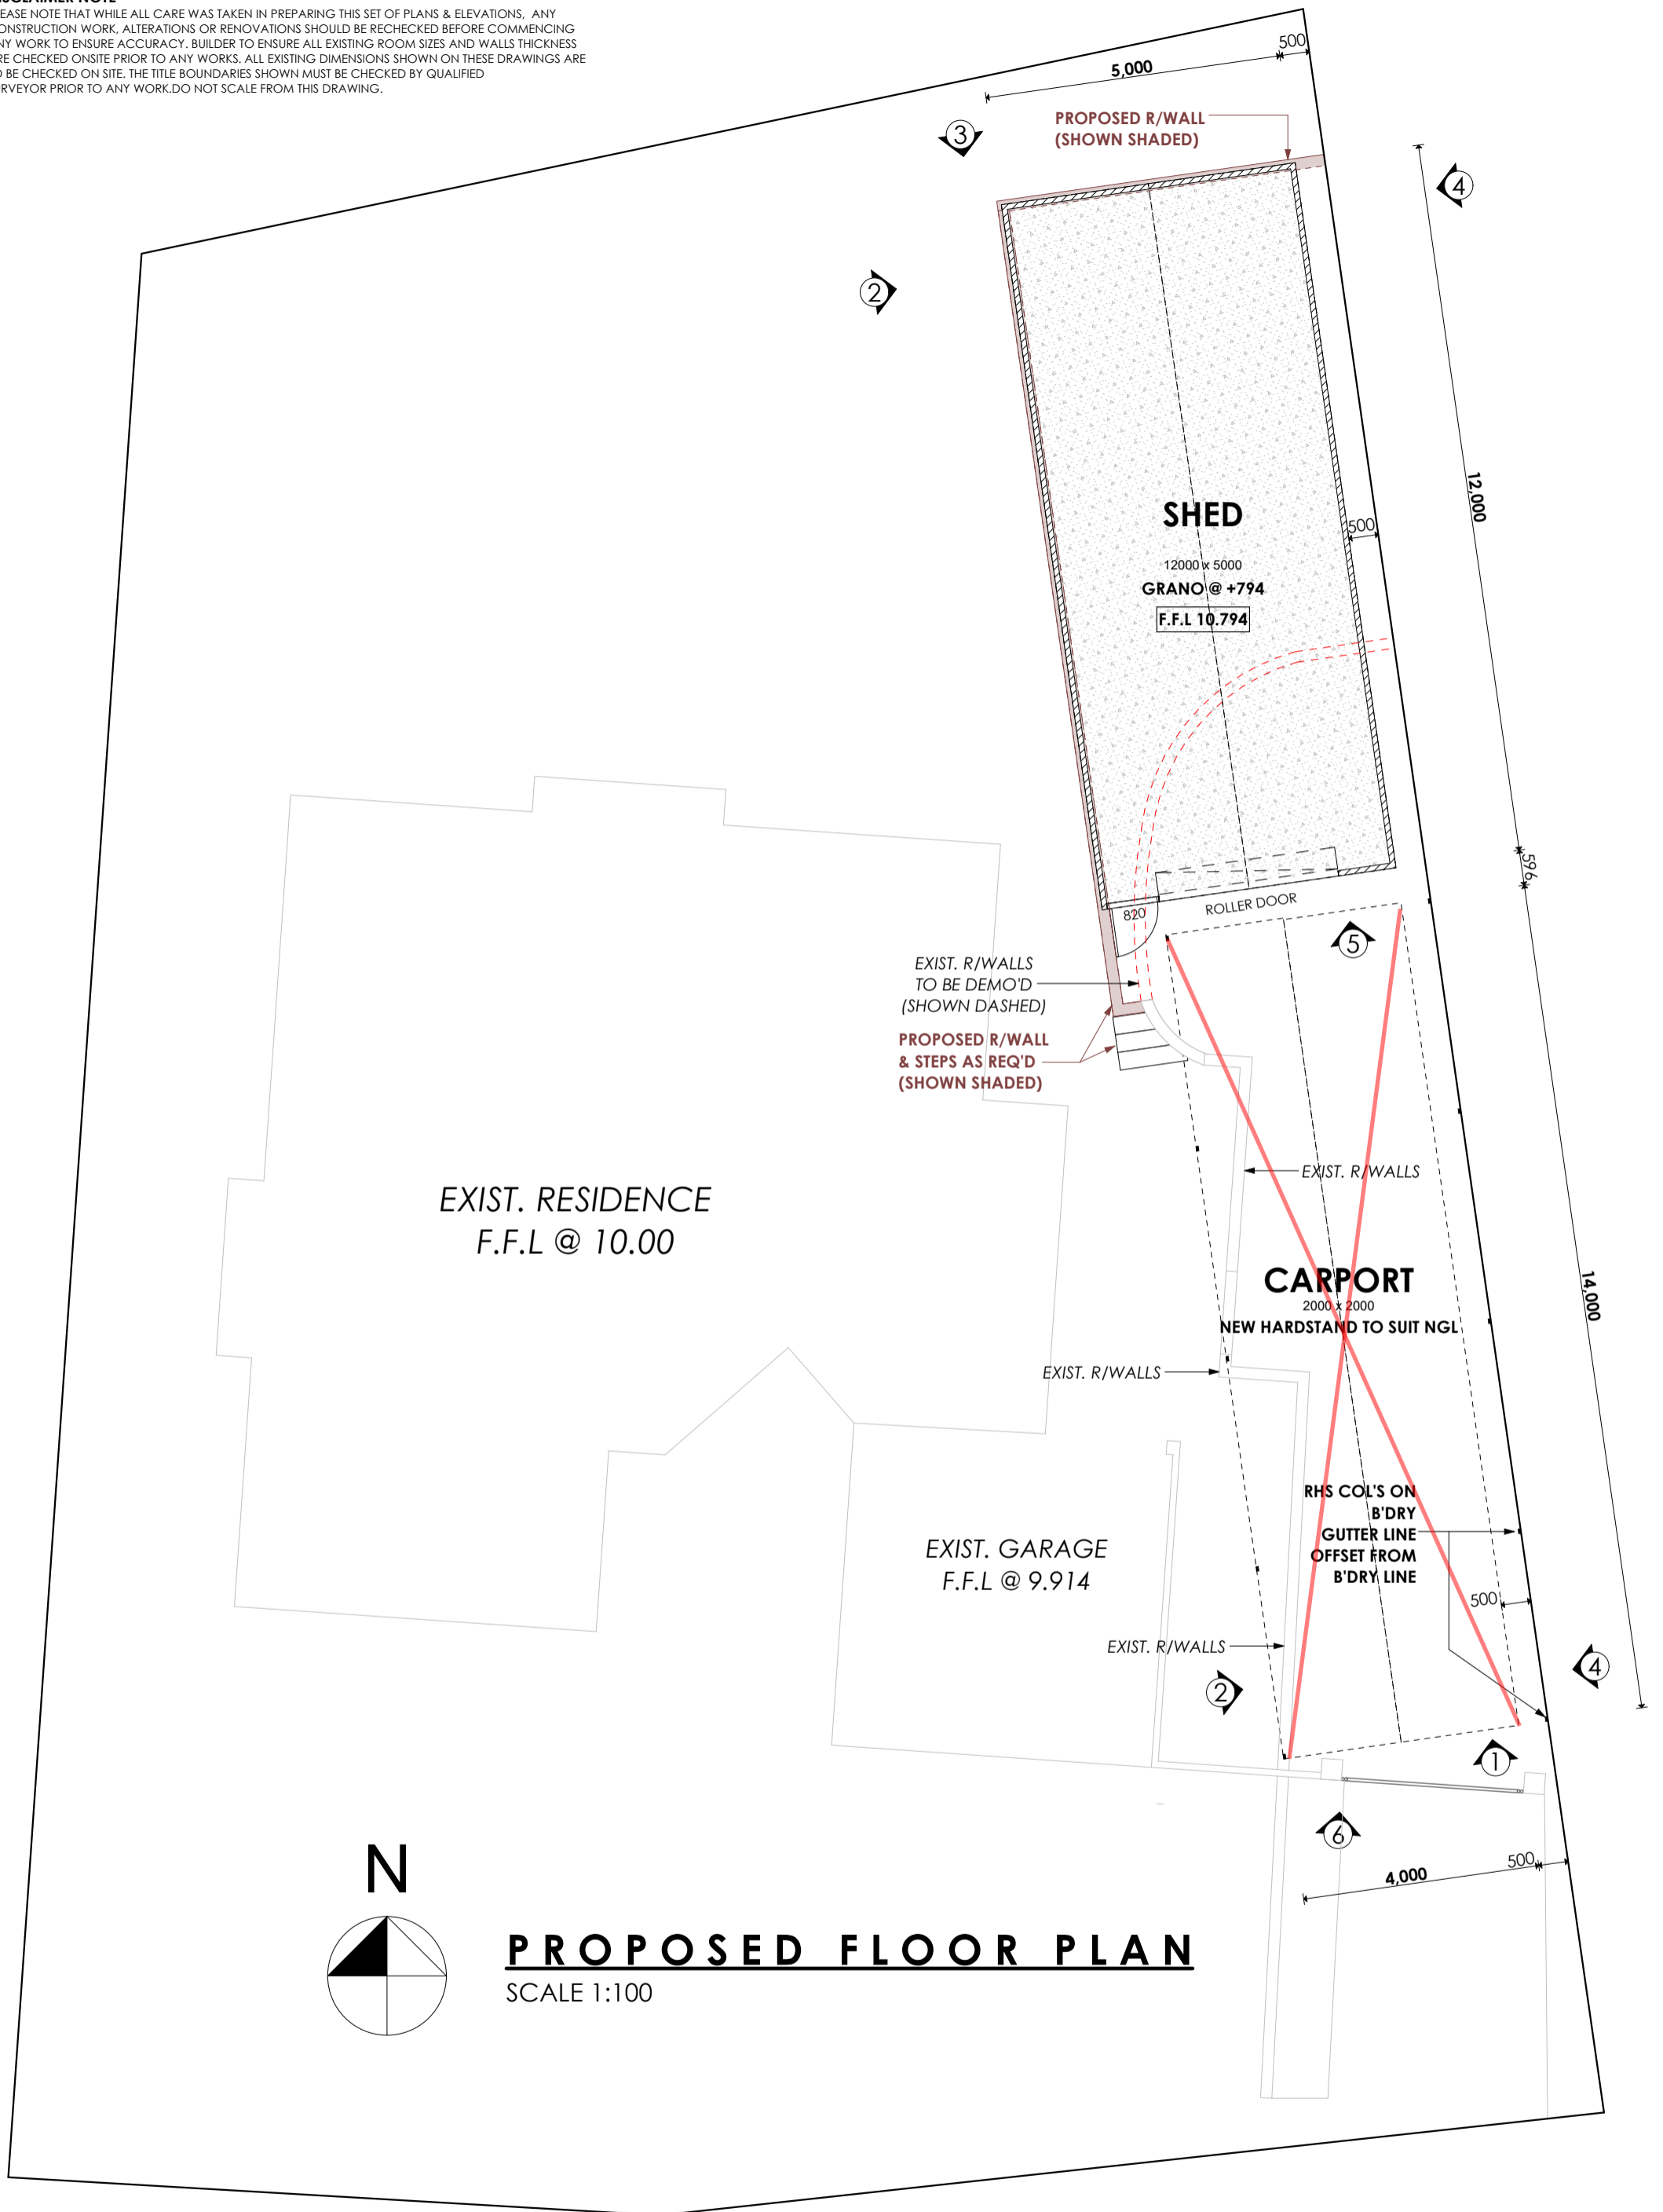 EASE NOTE THAT WHILE ALL CARE WAS TAKEN IN PREPARING THIS SET OF PLANS & ELEVATIONS, ANY
ONSTRUCTION WORK, ALTERATIONS OR RENOVATIONS SHOULD BE RECHECKED BEFORE COMMENCING
NY WORK TO ENSURE ACCURACY. BUILDER TO ENSURE ALL EXISTING ROOM SIZES AND WALLS THICKNESS
RE CHECKED ONSITE PRIOR TO ANY WORKS. ALL EXISTING DIMENSIONS SHOWN ON THESE DRAWINGS ARE
O BE CHECKED ON SITE. THE TITLE BOUNDARIES SHOWN MUST BE CHECKED BY QUALIFIED
RVEYOR PRIOR TO ANY WORK.DO NOT SCALE FROM THIS DRAWING.
500
5,000
PROPOSED R/WALL
(SHOWN SHADED)
3
4
2
12,000
SHED
500
12000 x 5000
GRANO @ +794
F.F.L 10.794
596
820
ROLLER DOOR
5
EXIST. R/WALLS
TO BE DEMO'D
(SHOWN DASHED)
PROPOSED R/WALL
& STEPS AS REQ'D
(SHOWN SHADED)
EXIST. R/WALLS
EXIST. RESIDENCE
F.F.L @ 10.00
CARPORT
2000 x 2000
NEW HARDSTAND TO SUIT NGL
14,000
EXIST. R/WALLS
RHS COL'S ON
B'DRY
GUTTER LINE
OFFSET FROM
B'DRY LINE
EXIST. GARAGE
F.F.L @ 9.914
500
EXIST. R/WALLS
4
2
1
6
500
4,000
N
PROPOSED FLOOR PLAN
SCALE 1:100